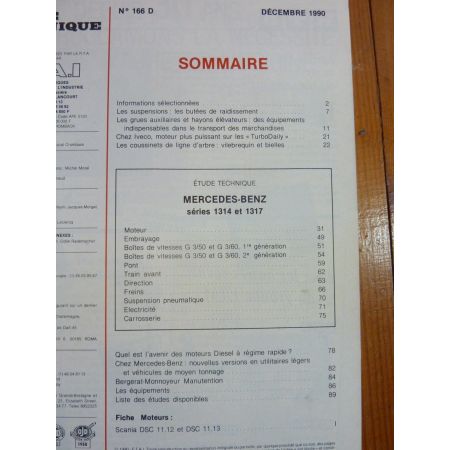 NIQUE
N° 166 D
DÉCEMBRE 1990
SOMMAIRE
Informations sélectionnées 2
Les suspensions : les butées de raidissement 7
Les grues auxiliaires et hayons élévateurs : des équipements
indispensables dans le transport des marchandises 11
Chez Iveco, moteur plus puissant sur les « TurboDaily » 21
Les coussinets de ligne d'arbre : vilebrequin et bielles 23
ÉTUDE TECHNIQUE
MERCEDES-BENZ
séries 1314 et 1317
Moteur 31
Embrayage 49
Boîtes de vitesses G 3/50 et G 3/60, 1re génération 51
Boîtes de vitesses G 3/50 et G 3/60, 2e génération 54
Pont 59
Train avant 62
Direction 63
Freins 66
Suspension pneumatique 70
Electricité 71
Carrosserie 75
Quel est l'avenir des moteurs Diesel à régime rapide ? 78
Chez Mercedes-Benz : nouvelles versions en utilitaires légers
et véhicules de moyen tonnage 82
Bergerat-Monnoyeur Manutention 84
Les équipements 86
Liste des études disponibles 89
Fiche Moteurs :
Scania DSC 11.12 et DSC 11.13 I